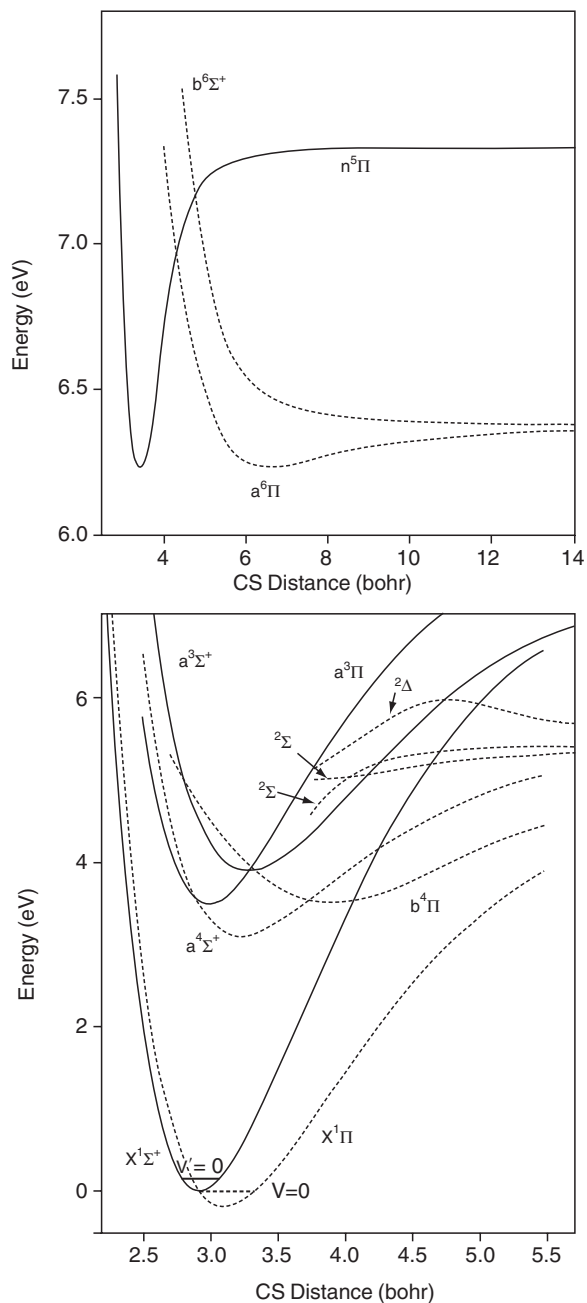 7.5
7.0
6.5
6.0
Energy (eV)
b⁶Σ⁺
n⁵Π
a⁶Π
4 6 8 10 12 14
CS Distance (bohr)
6
4
2
0
Energy (eV)
a³Σ⁺
a³Π
²Δ
²Σ
²Σ
b⁴Π
a⁴Σ⁺
X¹Π
X¹Σ⁺
V' = 0
V=0
2.5 3.0 3.5 4.0 4.5 5.0 5.5
CS Distance (bohr)